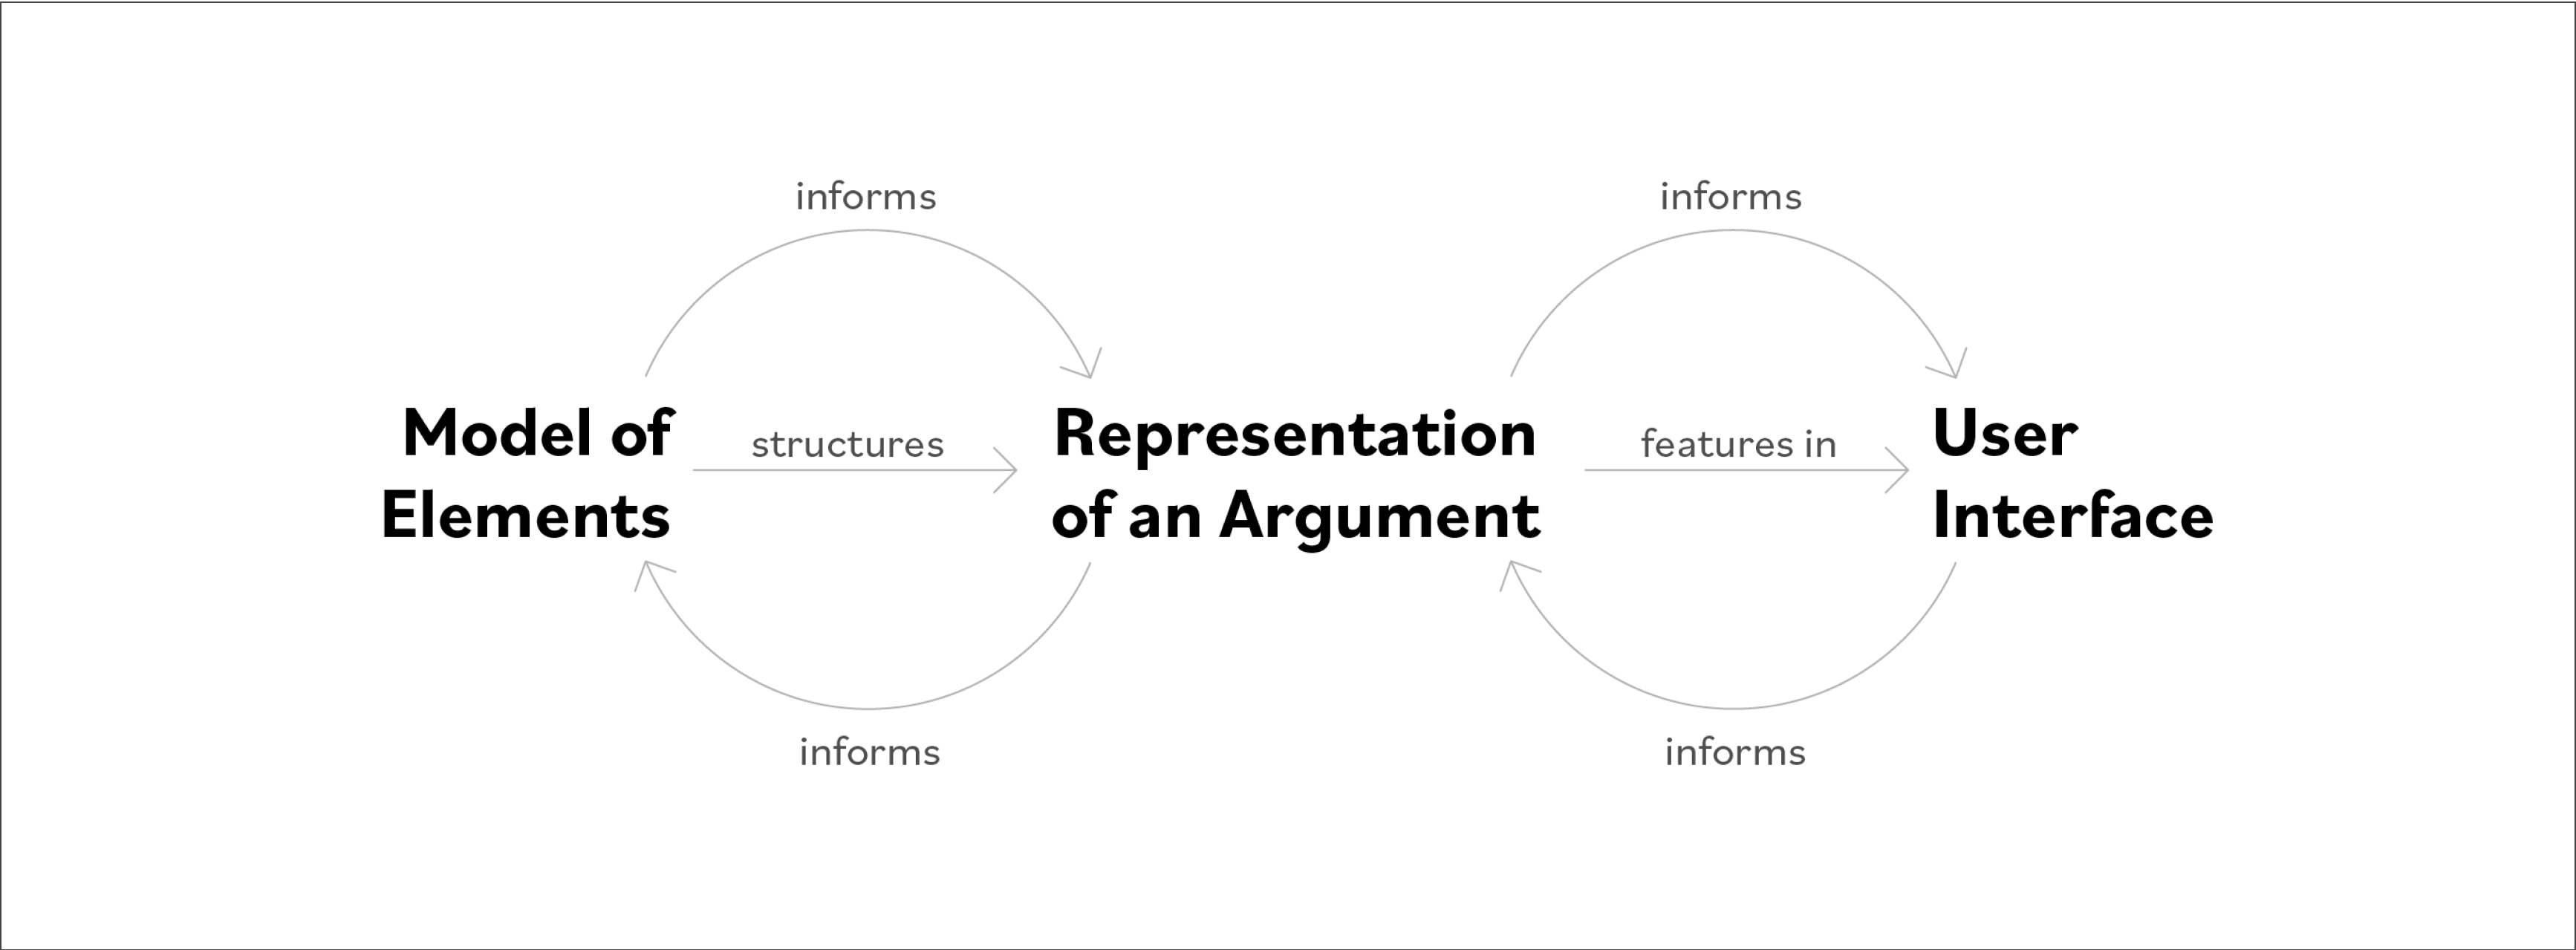 informs
informs
Model of
Elements
structures
Representation
of an Argument
features in
User
Interface
informs
informs